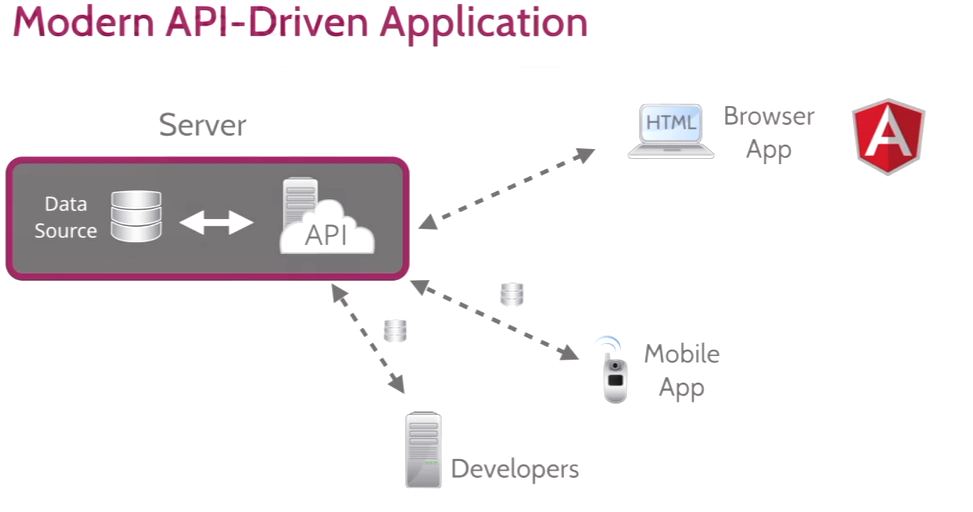 Modern API-Driven Application
Server
Data
Source
API
HTML
Browser
App
A
Mobile
App
Developers